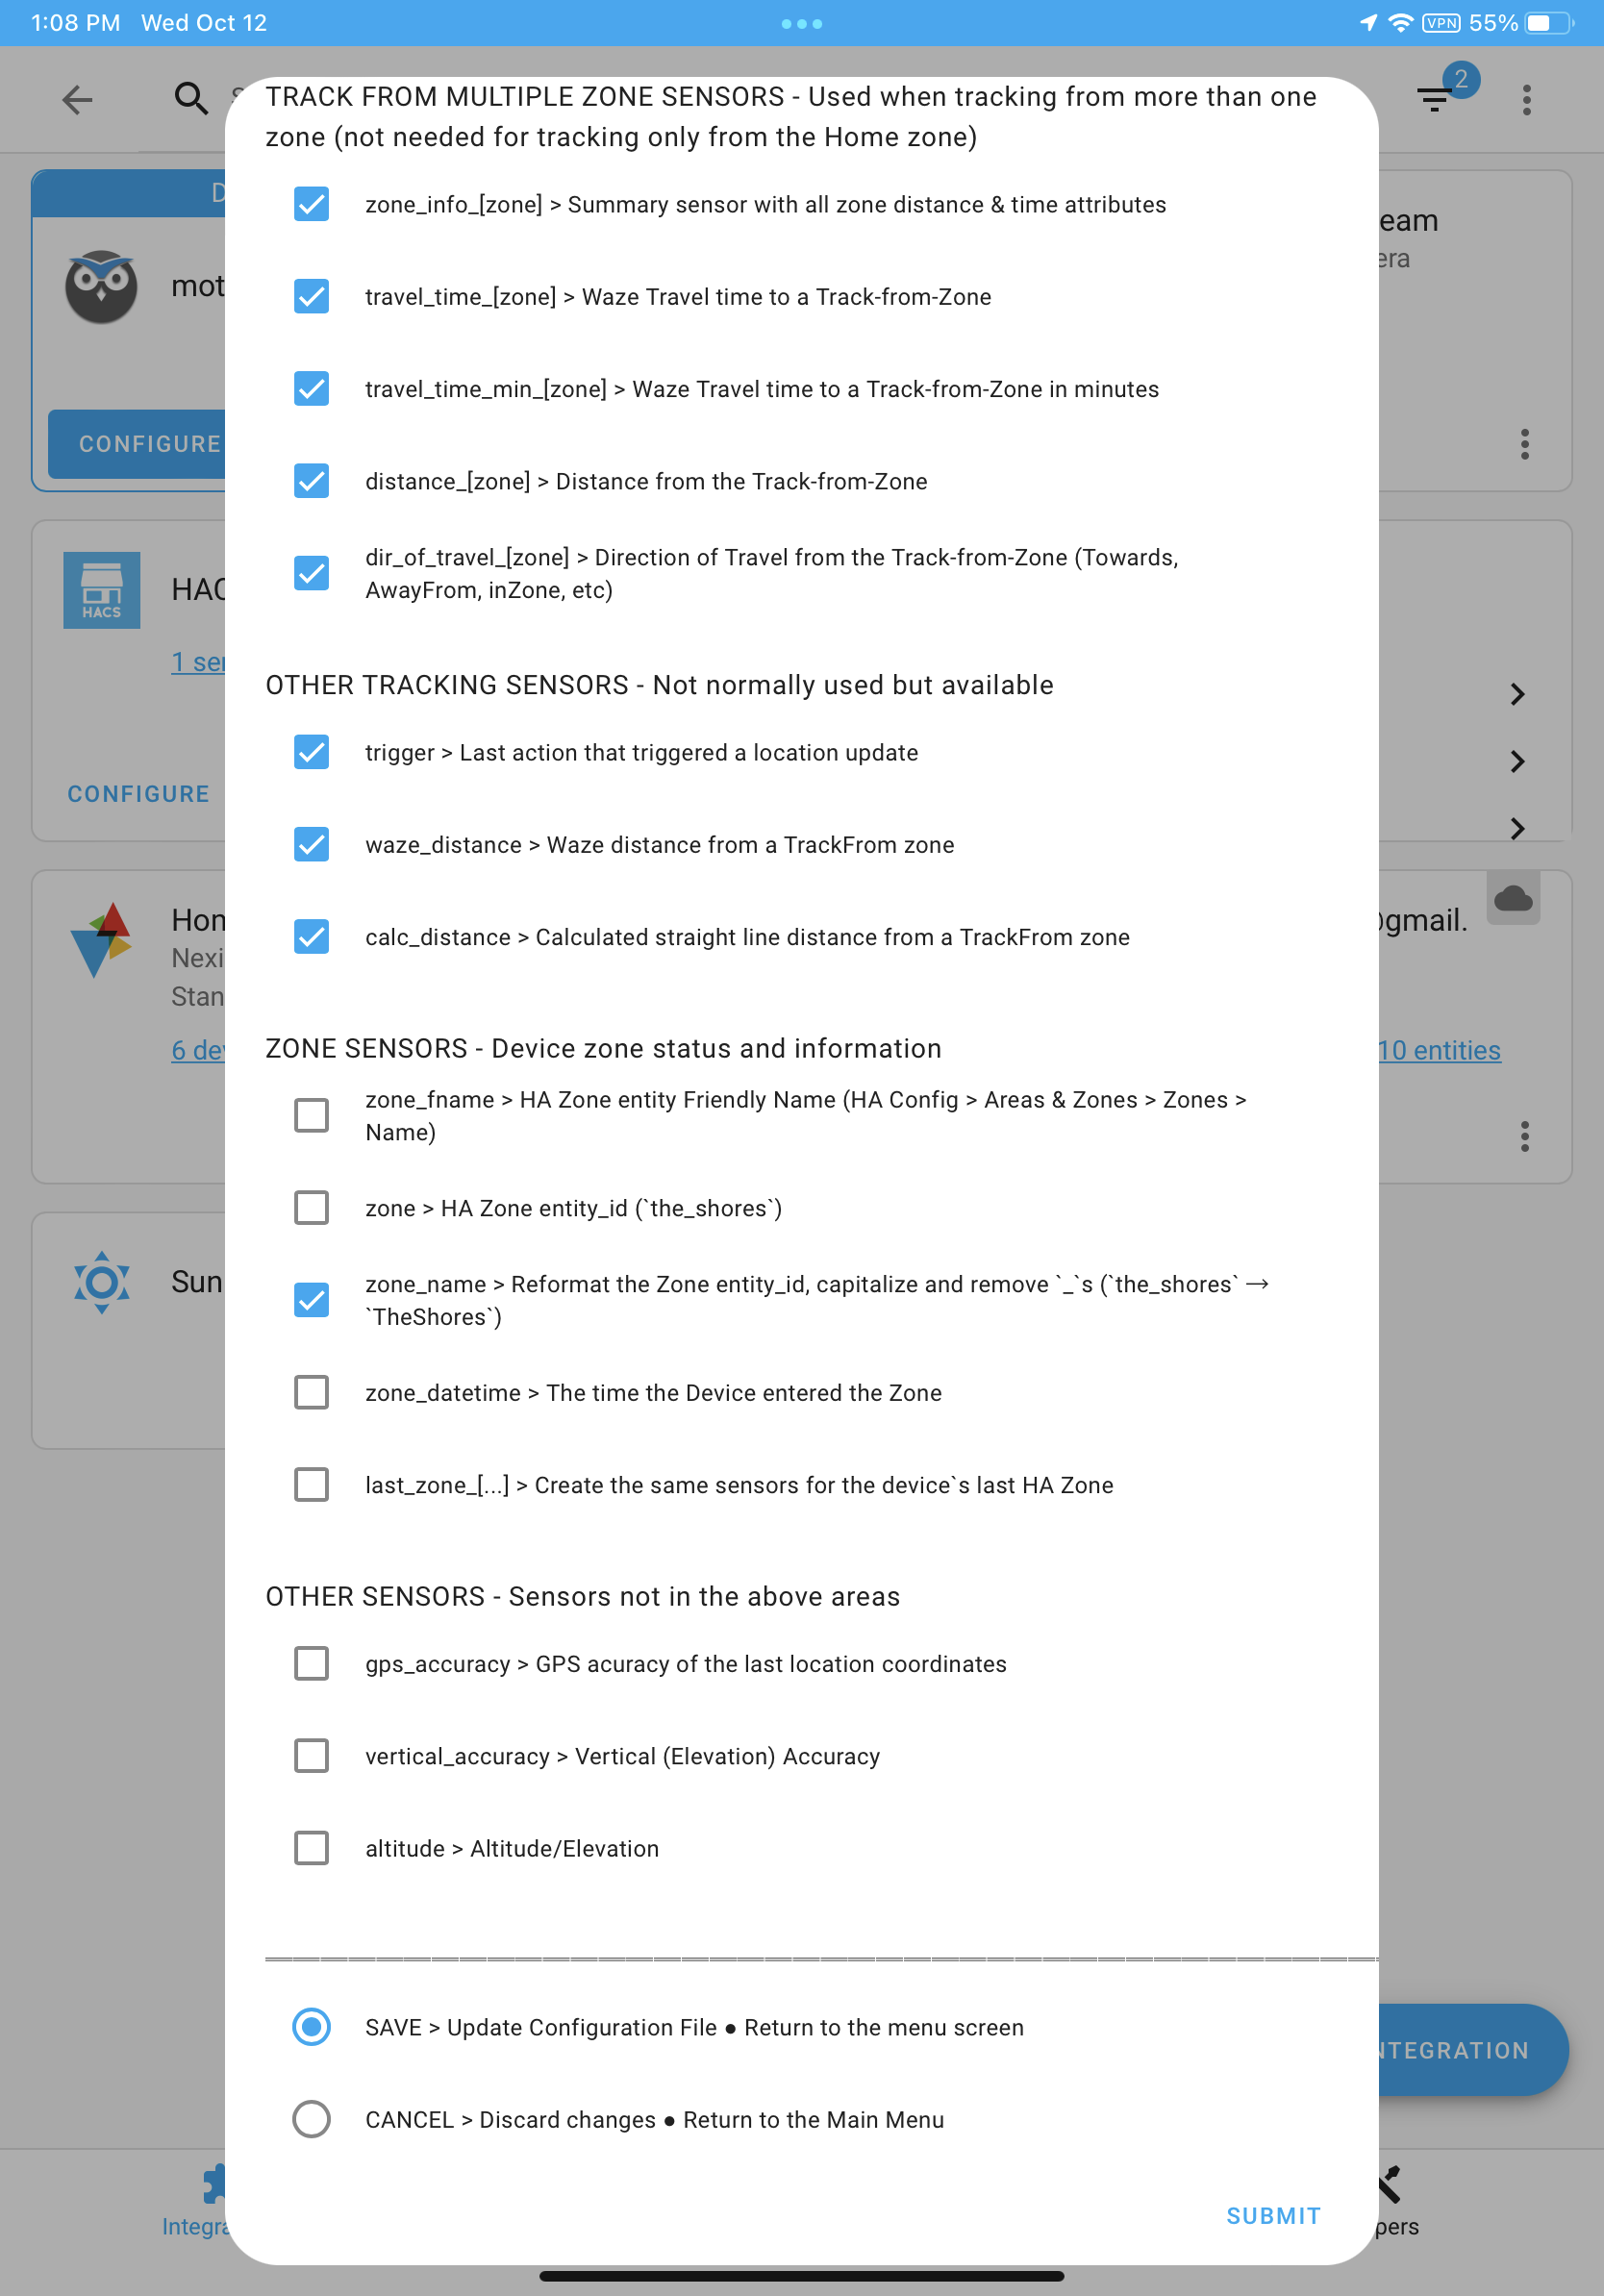 1:08 PM Wed Oct 12
VPN 55%
2
TRACK FROM MULTIPLE ZONE SENSORS - Used when tracking from more than one
zone (not needed for tracking only from the Home zone)
zone_info_[zone] > Summary sensor with all zone distance & time attributes
travel_time_[zone] > Waze Travel time to a Track-from-Zone
travel_time_min_[zone] > Waze Travel time to a Track-from-Zone in minutes
distance_[zone] > Distance from the Track-from-Zone
dir_of_travel_[zone] > Direction of Travel from the Track-from-Zone (Towards,
AwayFrom, inZone, etc)
OTHER TRACKING SENSORS - Not normally used but available
trigger > Last action that triggered a location update
waze_distance > Waze distance from a TrackFrom zone
calc_distance > Calculated straight line distance from a TrackFrom zone
ZONE SENSORS - Device zone status and information
zone_fname > HA Zone entity Friendly Name (HA Config > Areas & Zones > Zones >
Name)
zone > HA Zone entity_id (`the_shores`)
zone_name > Reformat the Zone entity_id, capitalize and remove `_`s (`the_shores` →
`TheShores`)
zone_datetime > The time the Device entered the Zone
last_zone_[...] > Create the same sensors for the device`s last HA Zone
OTHER SENSORS - Sensors not in the above areas
gps_accuracy > GPS acuracy of the last location coordinates
vertical_accuracy > Vertical (Elevation) Accuracy
altitude > Altitude/Elevation
SAVE > Update Configuration File ● Return to the menu screen
CANCEL > Discard changes ● Return to the Main Menu
SUBMIT
D
mot
CONFIGURE
eam
era
HACS
HAC
1 ser
CONFIGURE
Hom
Nexi
Stan
6 dev
@gmail.
10 entities
Sun
NTEGRATION
Integra
pers